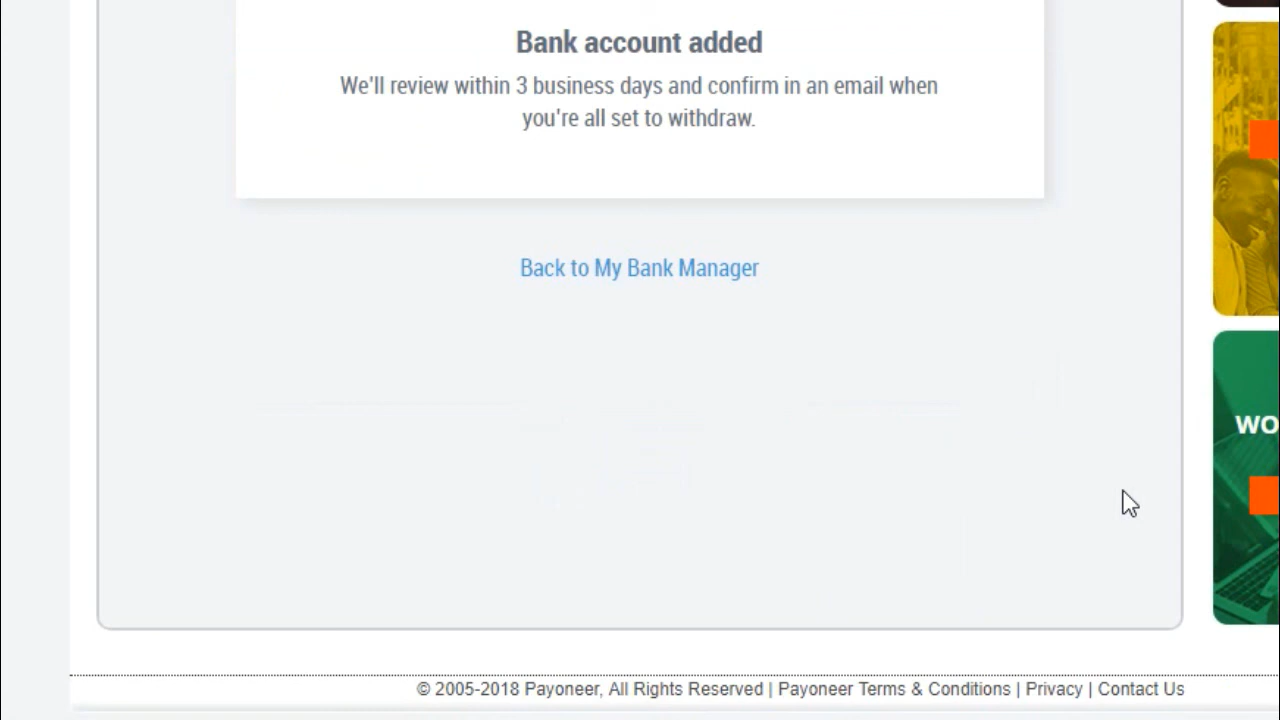 Bank account added
We'll review within 3 business days and confirm in an email when
you're all set to withdraw.
Back to My Bank Manager
WO
© 2005-2018 Payoneer, All Rights Reserved | Payoneer Terms & Conditions | Privacy | Contact Us